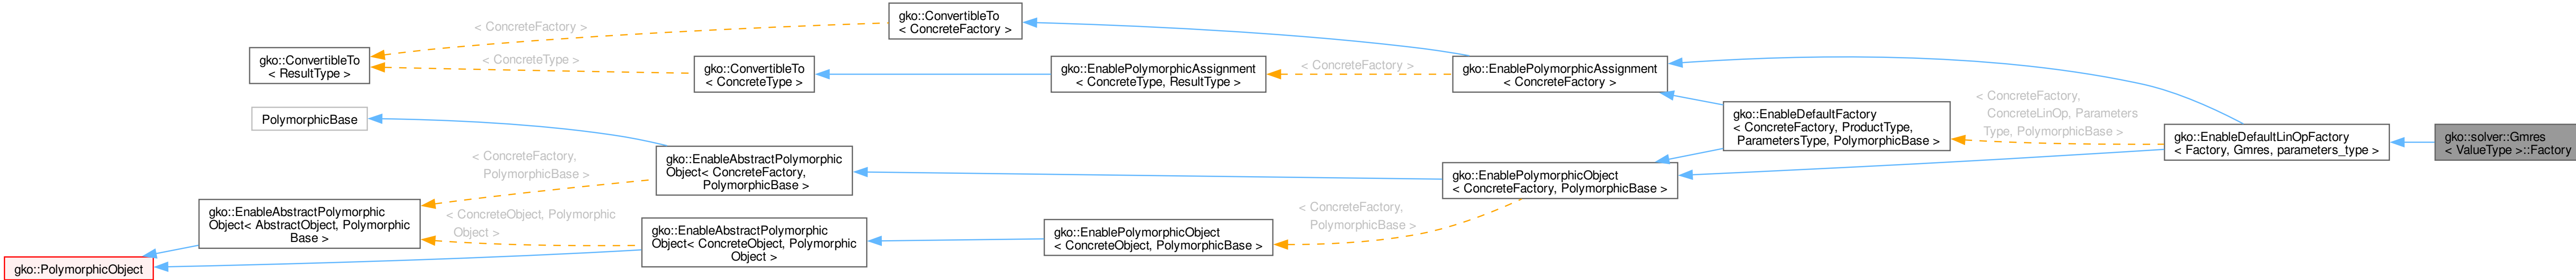 gko::ConvertibleTo
< ConcreteFactory >
< ConcreteFactory >
gko::ConvertibleTo
< ResultType >
< ConcreteType >
gko::ConvertibleTo
< ConcreteType >
gko::EnablePolymorphicAssignment
< ConcreteType, ResultType >
< ConcreteFactory >
gko::EnablePolymorphicAssignment
< ConcreteFactory >
PolymorphicBase
gko::EnableDefaultFactory
< ConcreteFactory, ProductType,
ParametersType, PolymorphicBase >
< ConcreteFactory,
ConcreteLinOp, Parameters
Type, PolymorphicBase >
gko::EnableDefaultLinOpFactory
< Factory, Gmres, parameters_type >
gko::solver::Gmres
< ValueType >::Factory
< ConcreteFactory,
PolymorphicBase >
gko::EnableAbstractPolymorphic
Object< ConcreteFactory,
PolymorphicBase >
gko::EnablePolymorphicObject
< ConcreteFactory, PolymorphicBase >
gko::EnableAbstractPolymorphic
Object< AbstractObject, Polymorphic
Base >
< ConcreteObject, Polymorphic
Object >
gko::EnableAbstractPolymorphic
Object< ConcreteObject, Polymorphic
Object >
gko::EnablePolymorphicObject
< ConcreteObject, PolymorphicBase >
< ConcreteFactory,
PolymorphicBase >
gko::PolymorphicObject